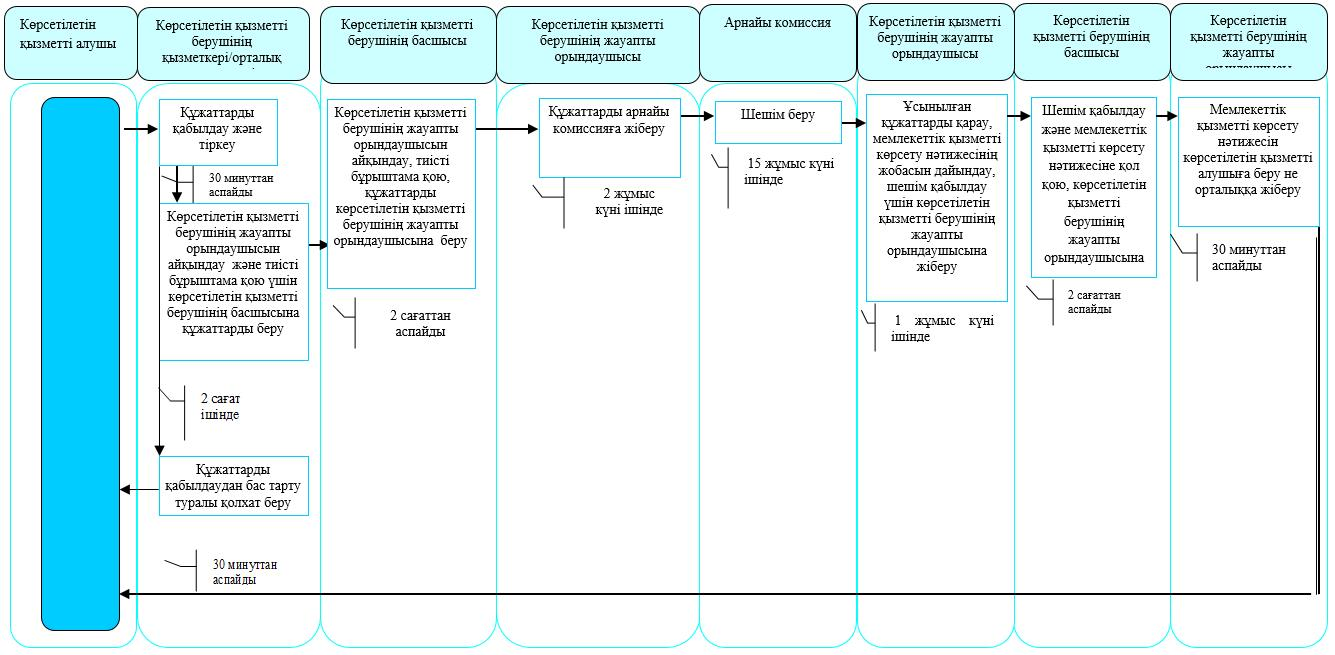 Көрсетілетін
қызметті алушы
Көрсетілетін қызметті
берушінің
қызметкері/орталық
Көрсетілетін қызметті
берушінің басшысы
Көрсетілетін қызметті
берушінің жауапты
орындаушысы
Арнайы комиссия
Көрсетілетін қызметті
берушінің жауапты
орындаушысы
Көрсетілетін
қызметті берушінің
басшысы
Көрсетілетін
қызметті берушінің
жауапты
Құжаттарды
қабылдау және
тіркеу
30 минуттан
аспайды
Көрсетілетін қызметті
берушінің жауапты
орындаушысын
айқындау және тиісті
бұрыштама қою үшін
көрсетілетін қызметті
берушінің басшысына
құжаттарды беру
2 сағат
ішінде
Құжаттарды
қабылдаудан бас тарту
туралы қолхат беру
30 минуттан
аспайды
Көрсетілетін қызметті
берушінің жауапты
орындаушысын
айқындау, тиісті
бұрыштама қою,
құжаттарды
көрсетілетін қызметті
берушінің жауапты
орындаушысына беру
2 сағаттан
аспайды
Құжаттарды арнайы
комиссияға жіберу
2 жұмыс
күні ішінде
Шешім беру
15 жұмыс күні
ішінде
Ұсынылған
құжаттарды қарау,
мемлекеттік қызметті
көрсету нәтижесінің
жобасын дайындау,
шешім қабылдау
үшін көрсетілетін
қызметті берушінің
жауапты
орындаушысына
жіберу
1 жұмыс күні
ішінде
Шешім қабылдау
және мемлекеттік
қызметті көрсету
нәтижесіне қол
қою, көрсетілетін
қызметті
берушінің
жауапты
орындаушысына
2 сағаттан
аспайды
Мемлекеттік
қызметті көрсету
нәтижесін
көрсетілетін қызметті
алушыға беру не
орталыққа жіберу
30 минуттан
аспайды